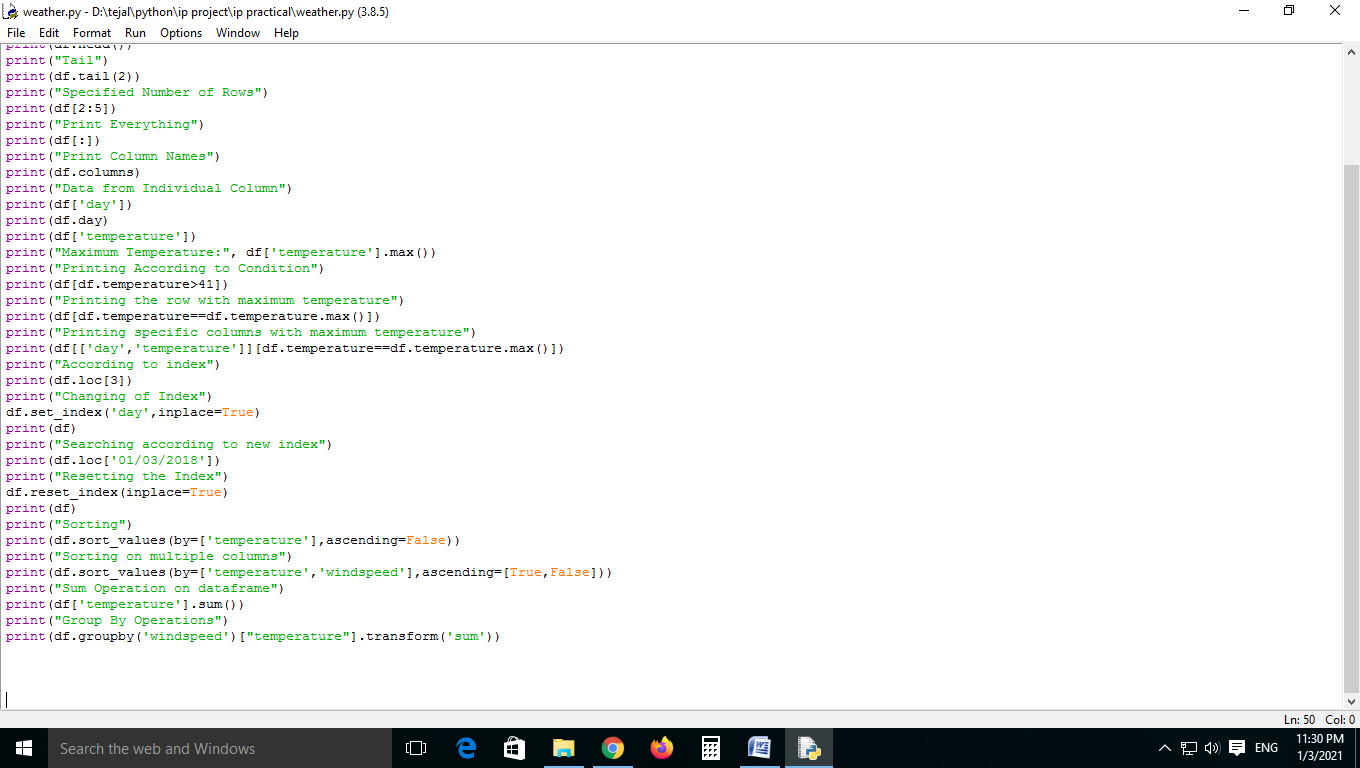 weather.py - D:\tejal\python\ip project\ip practical\weather.py (3.8.5)
File Edit Format Run Options Window Help
print(df.head())
print("Tail")
print(df.tail(2))
print("Specified Number of Rows")
print(df[2:5])
print("Print Everything")
print(df[:])
print("Print Column Names")
print(df.columns)
print("Data from Individual Column")
print(df['day'])
print(df.day)
print(df['temperature'])
print("Maximum Temperature:", df['temperature'].max())
print("Printing According to Condition")
print(df[df.temperature>41])
print("Printing the row with maximum temperature")
print(df[df.temperature==df.temperature.max()])
print("Printing specific columns with maximum temperature")
print(df[['day','temperature']][df.temperature==df.temperature.max()])
print("According to index")
print(df.loc[3])
print("Changing of Index")
df.set_index('day',inplace=True)
print(df)
print("Searching according to new index")
print(df.loc['01/03/2018'])
print("Resetting the Index")
df.reset_index(inplace=True)
print(df)
print("Sorting")
print(df.sort_values(by=['temperature'],ascending=False))
print("Sorting on multiple columns")
print(df.sort_values(by=['temperature','windspeed'],ascending=[True,False]))
print("Sum Operation on dataframe")
print(df['temperature'].sum())
print("Group By Operations")
print(df.groupby('windspeed')["temperature"].transform('sum'))
Ln: 50 Col: 0
Search the web and Windows
ENG
11:30 PM
1/3/2021